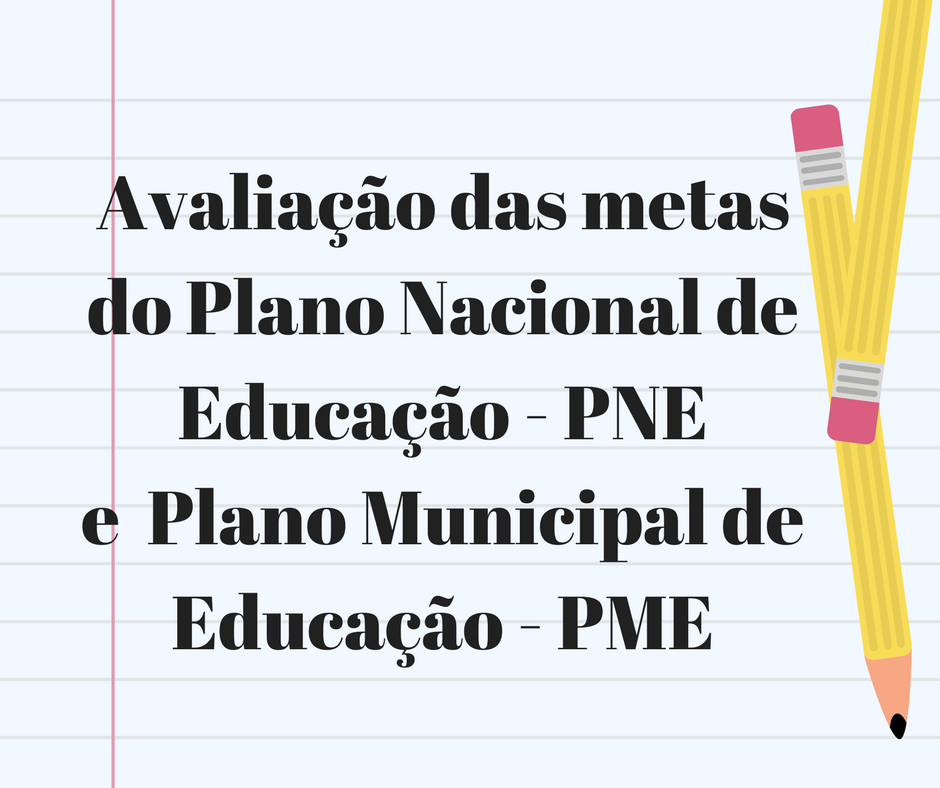 Avaliação das metas
do Plano Nacional de
Educação - PNE
e Plano Municipal de
Educação - PME